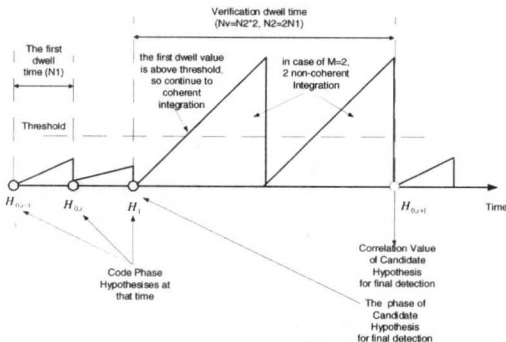 Verification dwell time
(Nv=N2*2, N2=2N1)
The first
dwell
time (N1)
the first dwell value
is above threshold,
so continue to
coherent
integration
in case of M=2,
2 non-coherent
Integration
Threshold
H₀,ᵢ₋₁
H₀,ᵢ
H₁
H₀,ᵢ₊₁
Time
Code Phase
Hypothesises at
that time
Correlation Value
of Candidate
Hypothesis
for final detection
The phase of
Candidate
Hypothesis
for final detection